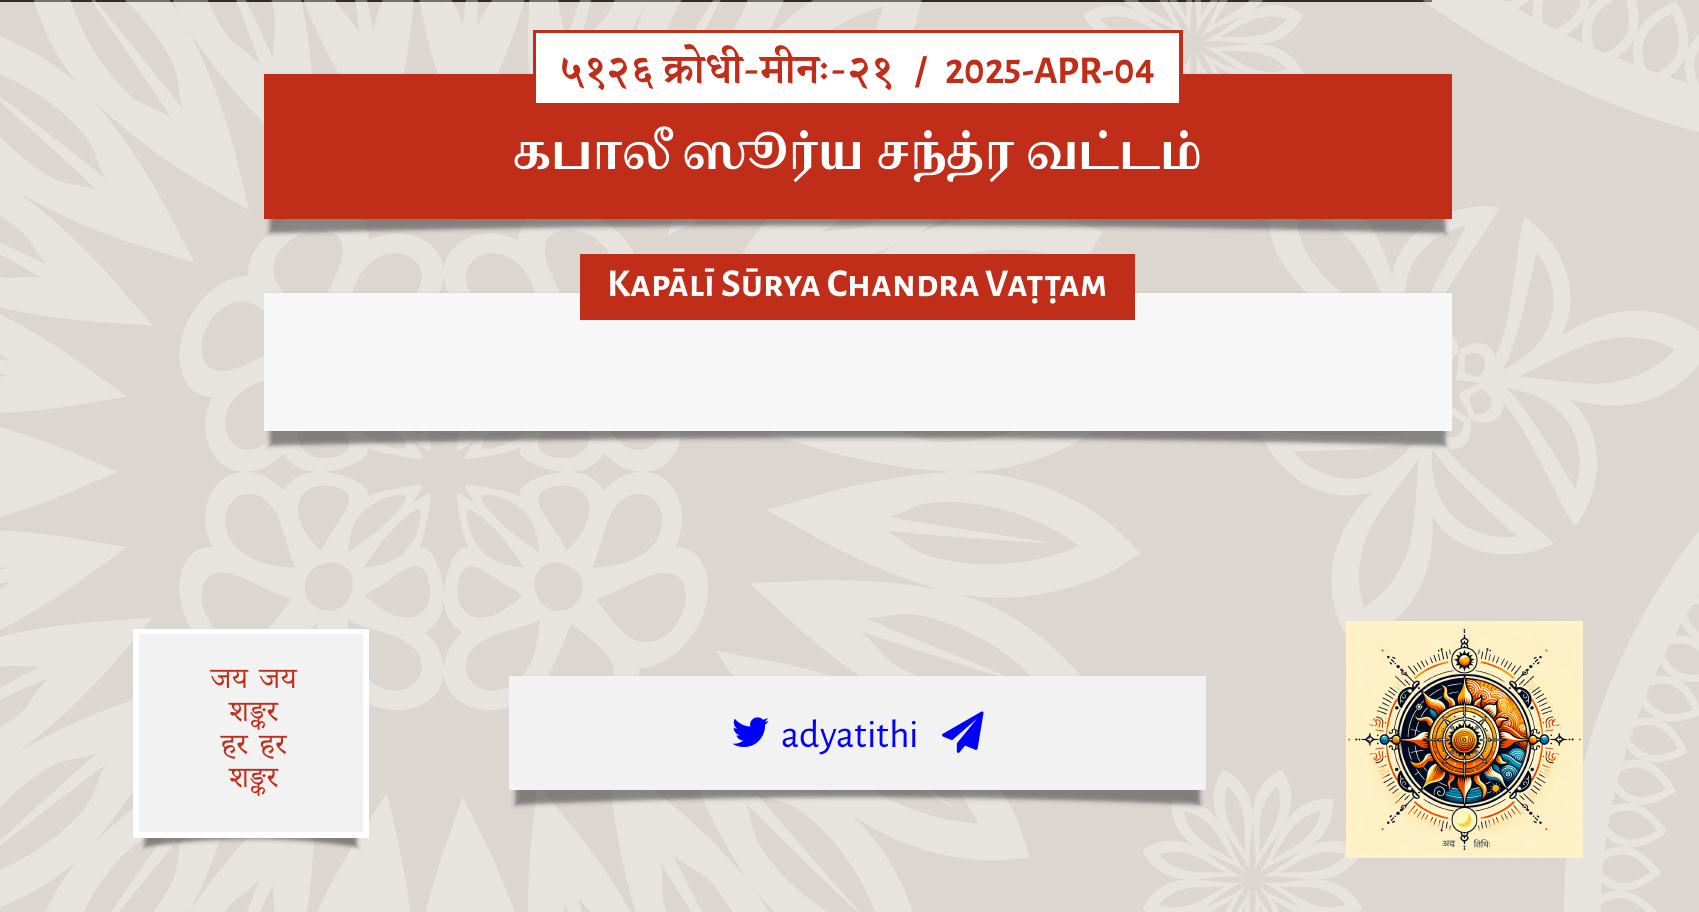 ५१२६ क्रोधी-मीनः-२१ / 2025-APR-04
கபாலீ ஸூர்ய சந்த்ர வட்டம்
Kapālī Sūrya Chandra Vaṭṭam
जय जय
शङ्कर
हर हर
शङ्कर
adyatithi
अद्य तिथिः